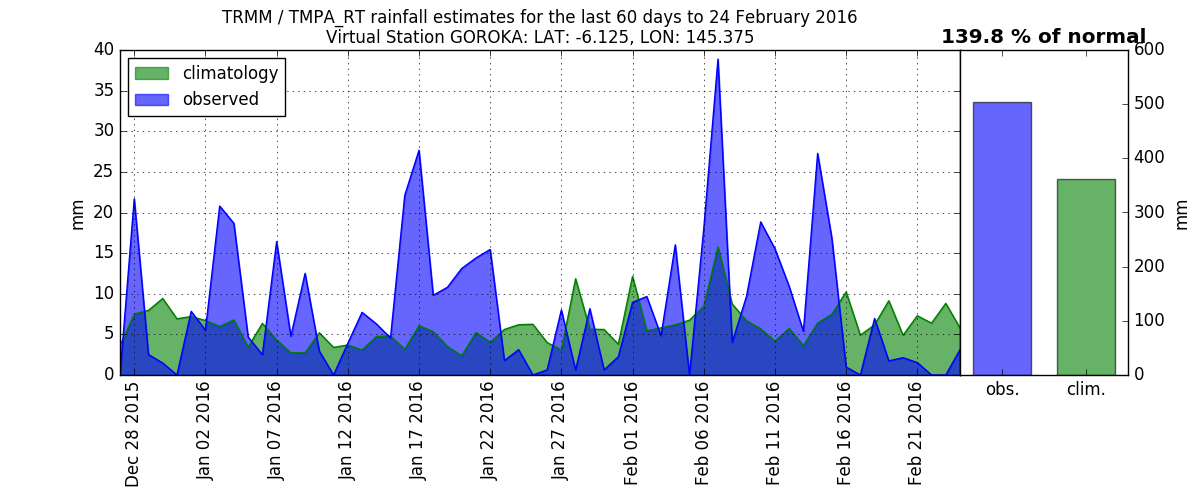 TRMM / TMPA_RT rainfall estimates for the last 60 days to 24 February 2016
Virtual Station GOROKA: LAT: -6.125, LON: 145.375
139.8 % of normal
climatology
observed
mm
40
35
30
25
20
15
10
5
0
Dec 28 2015
Jan 02 2016
Jan 07 2016
Jan 12 2016
Jan 17 2016
Jan 22 2016
Jan 27 2016
Feb 01 2016
Feb 06 2016
Feb 11 2016
Feb 16 2016
Feb 21 2016
obs.
clim.
600
500
400
300
200
100
0
mm